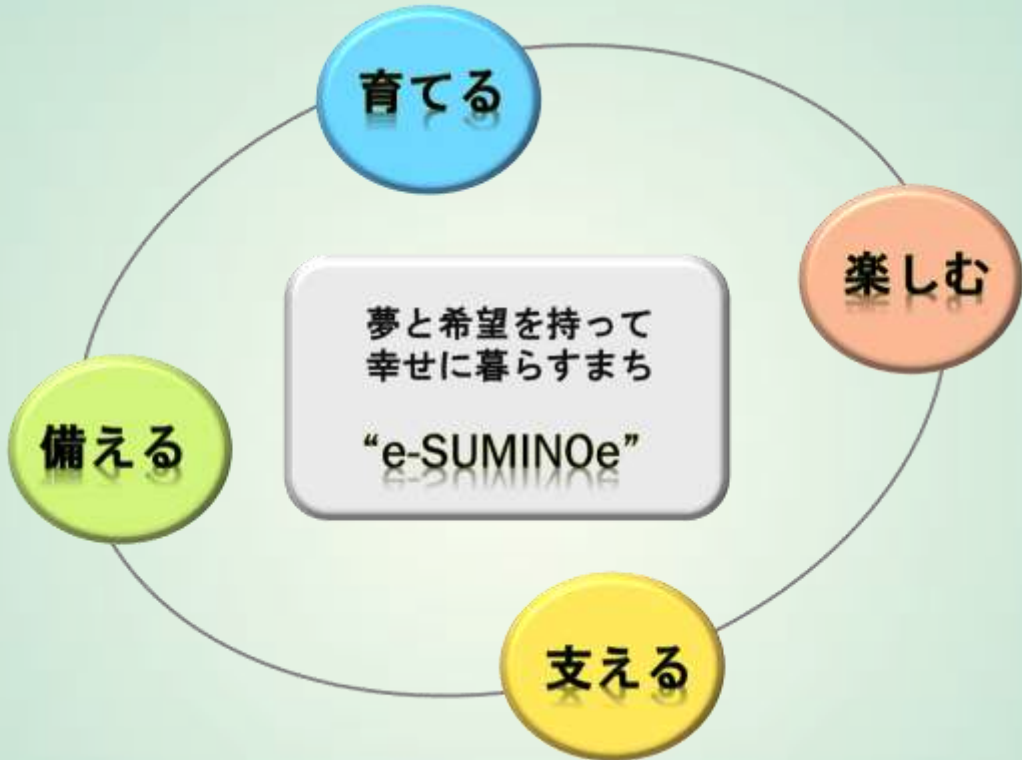 育てる
楽しむ
夢と希望を持って
幸せに暮らすまち
“e-SUMINOe”
備える
支える